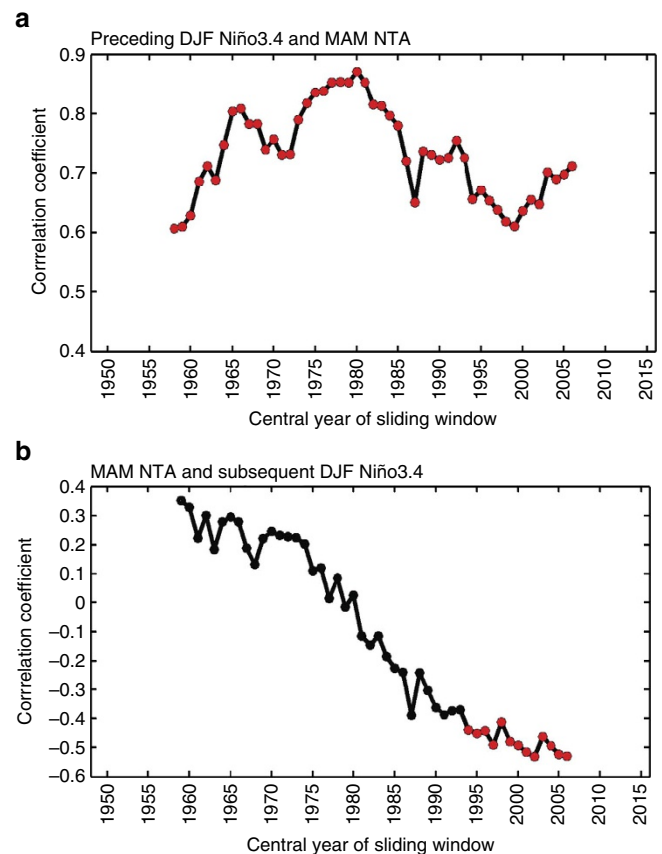 a
Preceding DJF Niño3.4 and MAM NTA
0.9
0.8
0.7
0.6
0.5
0.4
Corrrelation coefficient
1950 1955 1960 1965 1970 1975 1980 1985 1990 1995 2000 2005 2010 2015
Central year of sliding window
b
MAM NTA and subsequent DJF Niño3.4
0.4
0.3
0.2
0.1
0
–0.1
–0.2
–0.3
–0.4
–0.5
–0.6
Corrrelation coefficient
1950 1955 1960 1965 1970 1975 1980 1985 1990 1995 2000 2005 2010 2015
Central year of sliding window